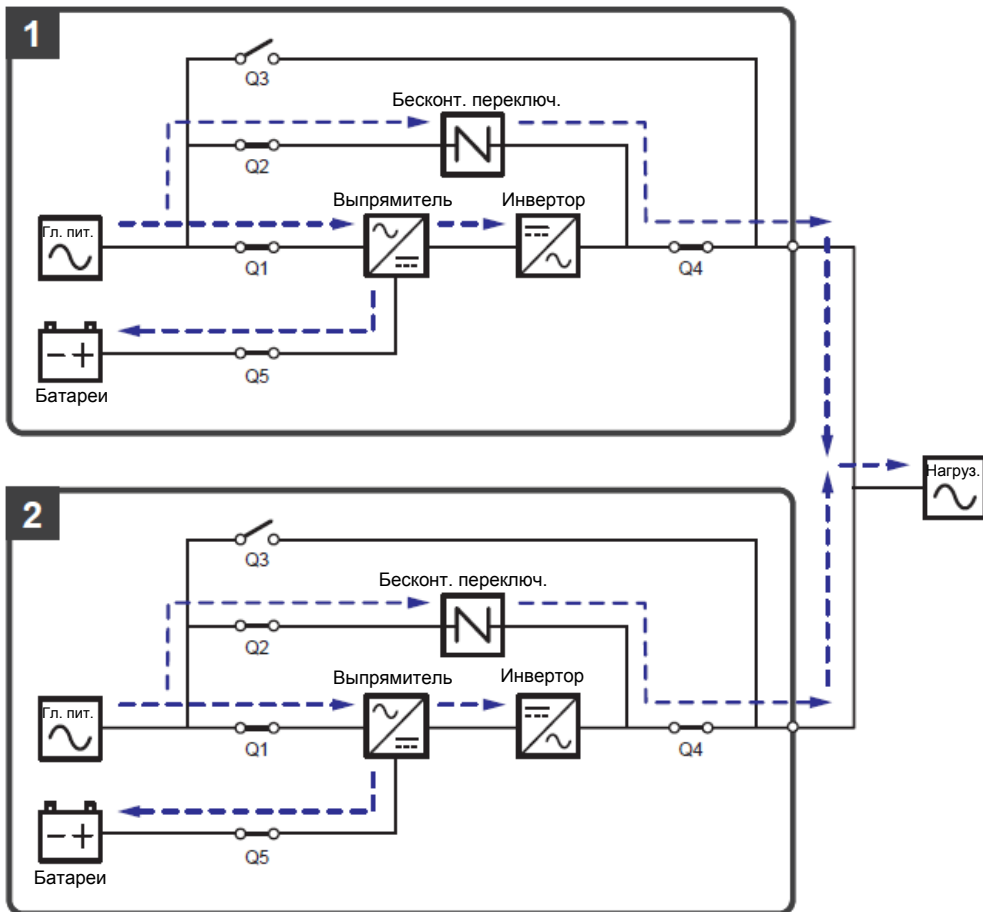 1
Q3
Бесконт. переключ.
Q2
Выпрямитель
Инвертор
Гл. пит.
Q1
Q4
Q5
Батареи
Нагруз.
2
Q3
Бесконт. переключ.
Q2
Выпрямитель
Инвертор
Гл. пит.
Q1
Q4
Q5
Батареи